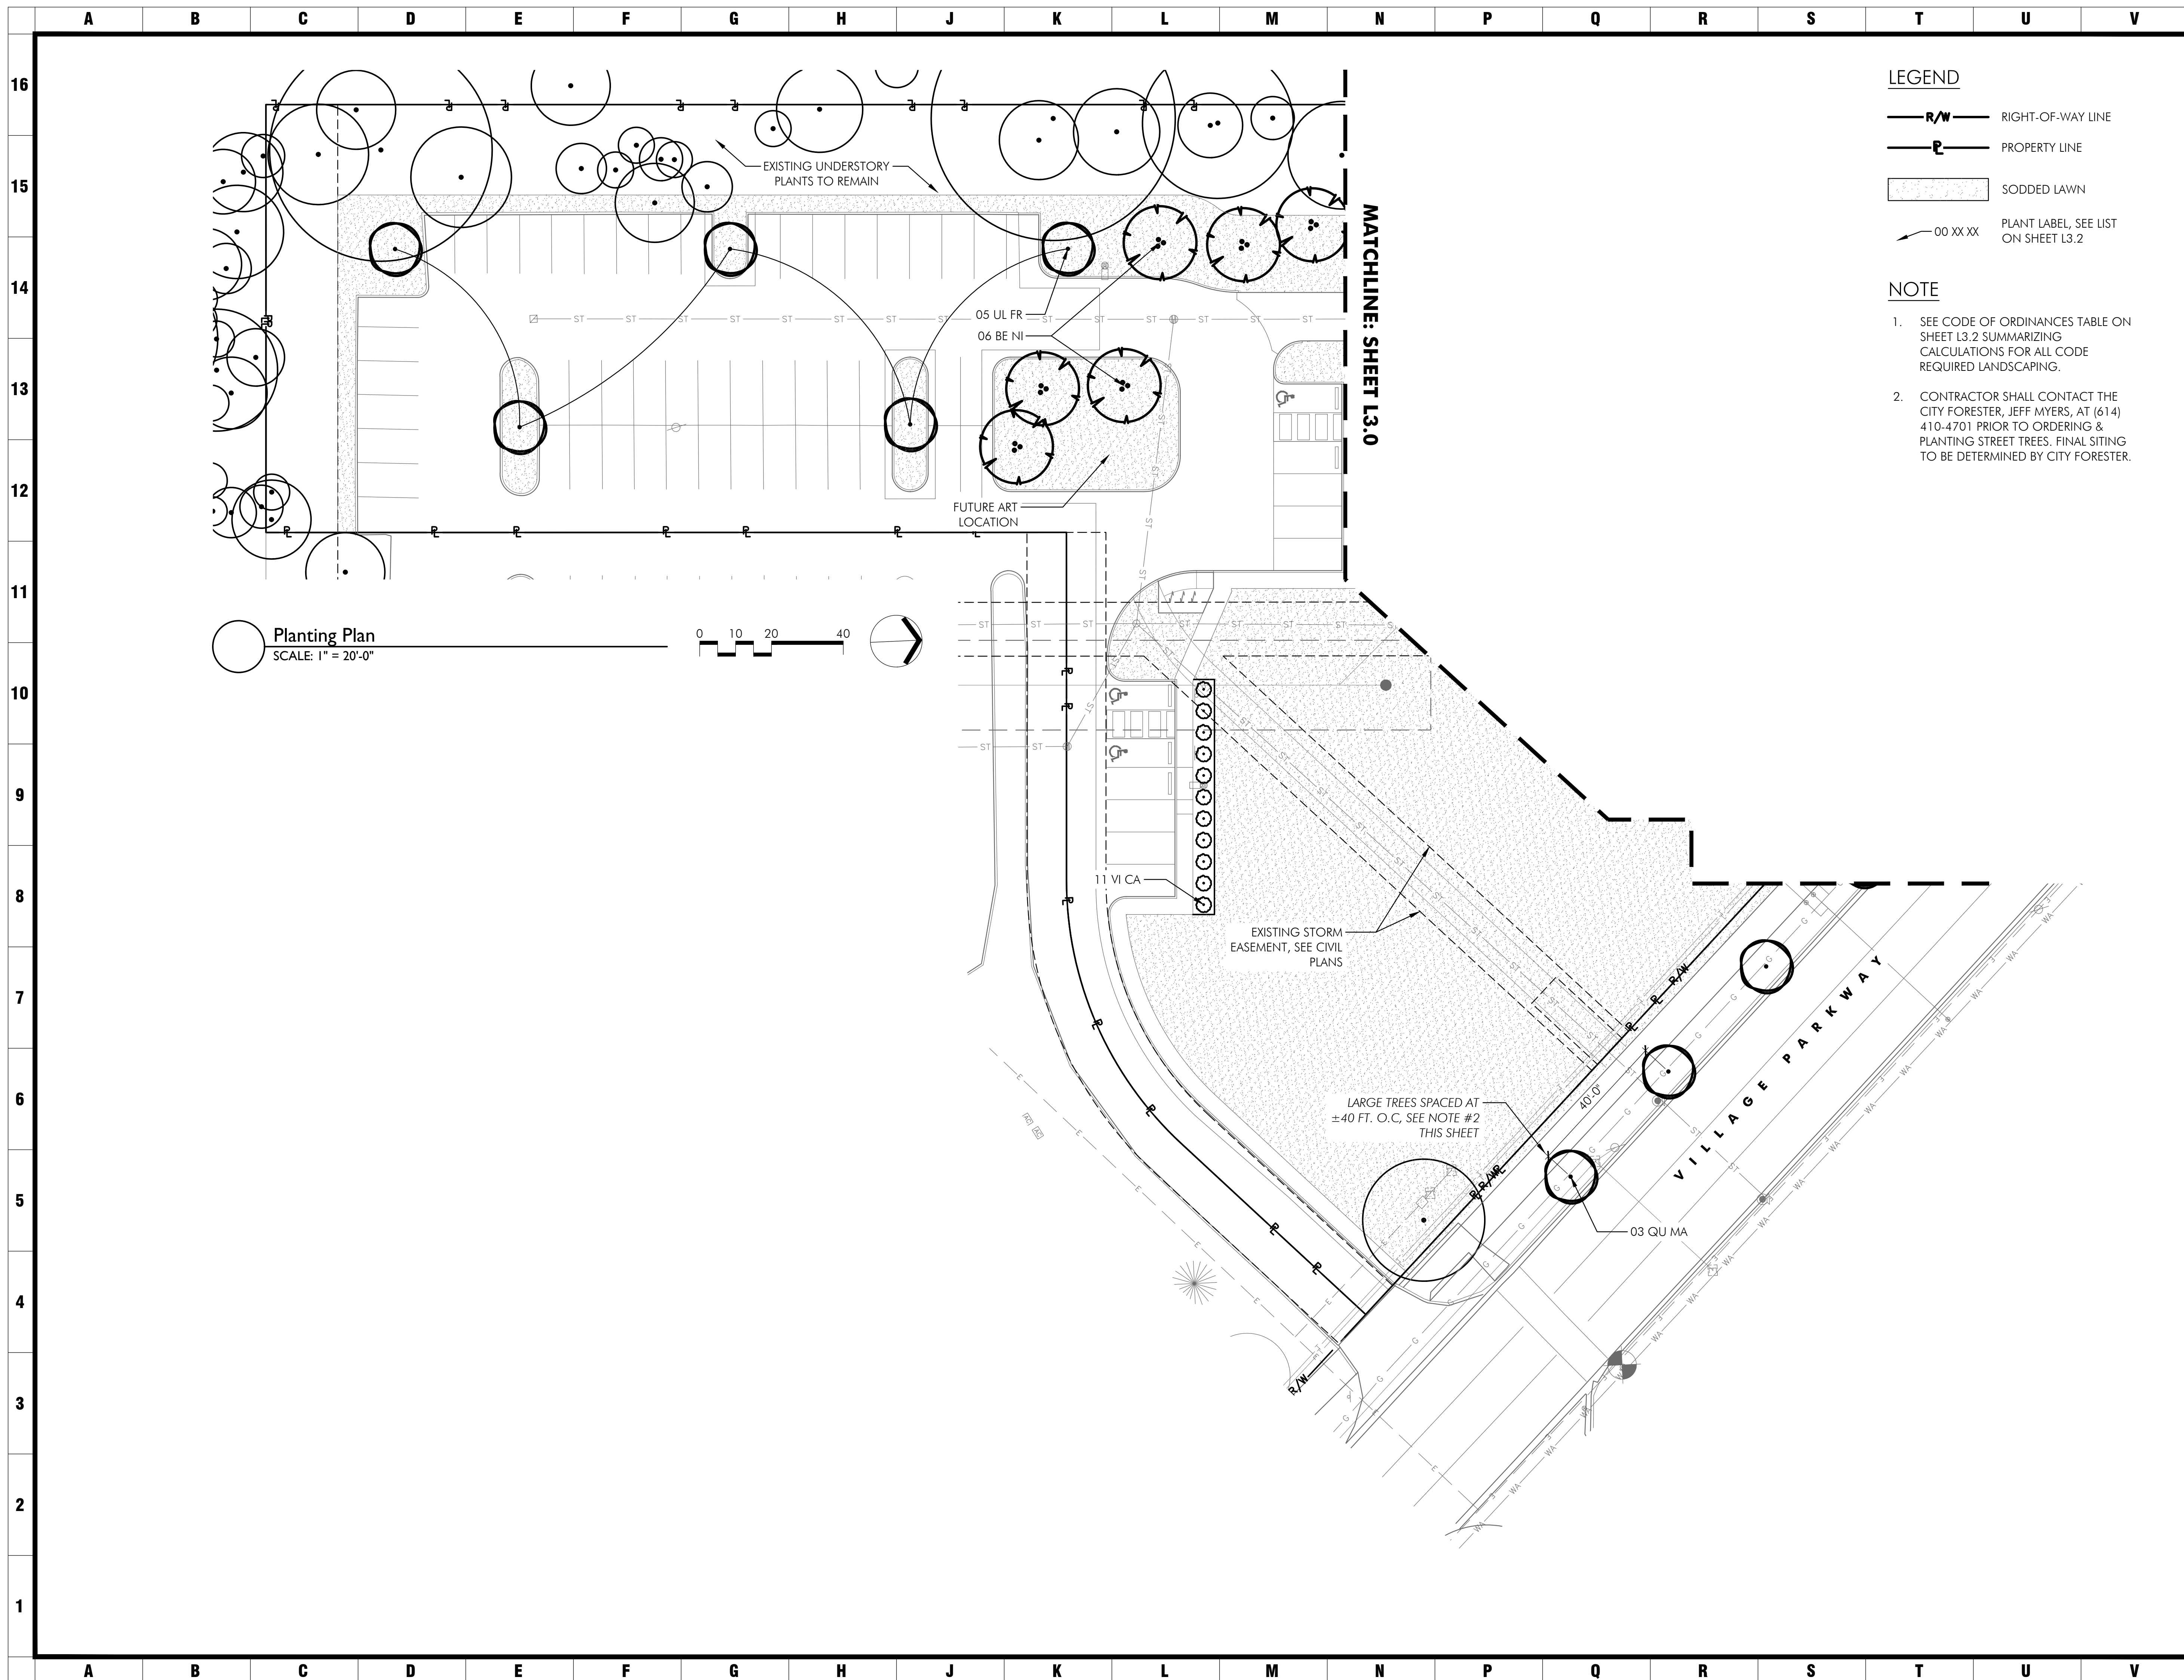 A B C D E F G H J K L M N P Q R S T U V
16
15
14
13
12
11
10
9
8
7
6
5
4
3
2
1
EXISTING UNDERSTORY
PLANTS TO REMAIN
05 UL FR
06 BE NI
FUTURE ART
LOCATION
MATCHLINE: SHEET L3.0
LEGEND
R/W RIGHT-OF-WAY LINE
PL PROPERTY LINE
SODDED LAWN
00 XX XX PLANT LABEL, SEE LIST
ON SHEET L3.2
NOTE
1. SEE CODE OF ORDINANCES TABLE ON
SHEET L3.2 SUMMARIZING
CALCULATIONS FOR ALL CODE
REQUIRED LANDSCAPING.
2. CONTRACTOR SHALL CONTACT THE
CITY FORESTER, JEFF MYERS, AT (614)
410-4701 PRIOR TO ORDERING &
PLANTING STREET TREES. FINAL SITING
TO BE DETERMINED BY CITY FORESTER.
Planting Plan
SCALE: 1" = 20'-0"
0 10 20 40
11 VI CA
EXISTING STORM
EASEMENT, SEE CIVIL
PLANS
LARGE TREES SPACED AT
±40 FT. O.C, SEE NOTE #2
THIS SHEET
40'-0"
03 QU MA
VILLAGE PARKWAY
R/W
R/W
R/W
A B C D E F G H J K L M N P Q R S T U V